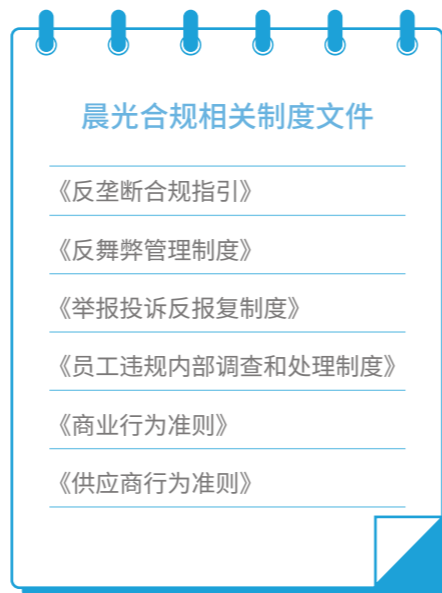 晨光合规相关制度文件
《反垄断合规指引》
《反舞弊管理制度》
《举报投诉反报复制度》
《员工违规内部调查和处理制度》
《商业行为准则》
《供应商行为准则》